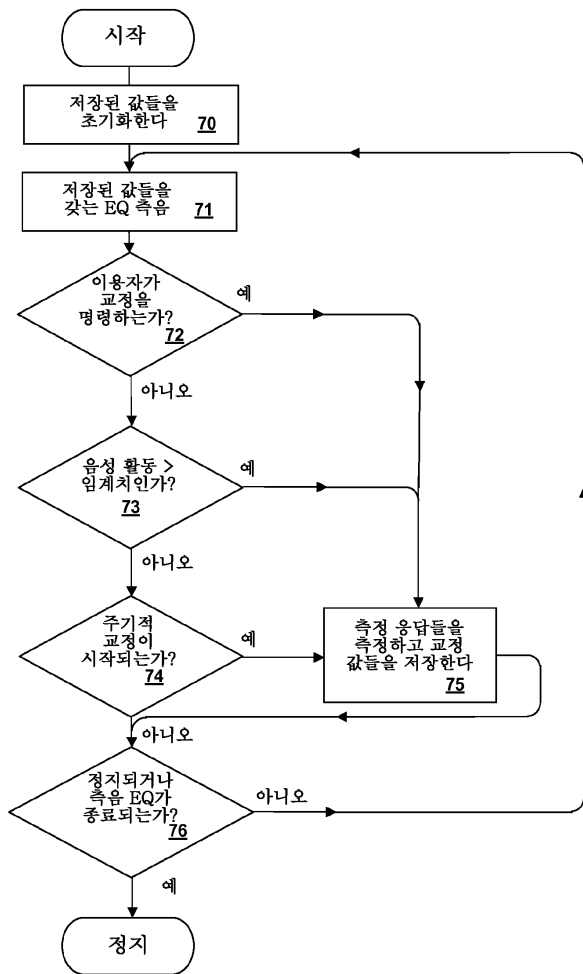 시작
저장된 값들을
초기화한다 70
저장된 값들을
갖는 EQ 측음 71
이용자가
교정을
명령하는가?
72
예
아니오
음성 활동 >
임계치인가?
73
예
아니오
주기적
교정이
시작되는가?
74
예
측정 응답들을
측정하고 교정
값들을 저장한다
75
아니오
정지되거나
측음 EQ가
종료되는가?
76
아니오
예
정지